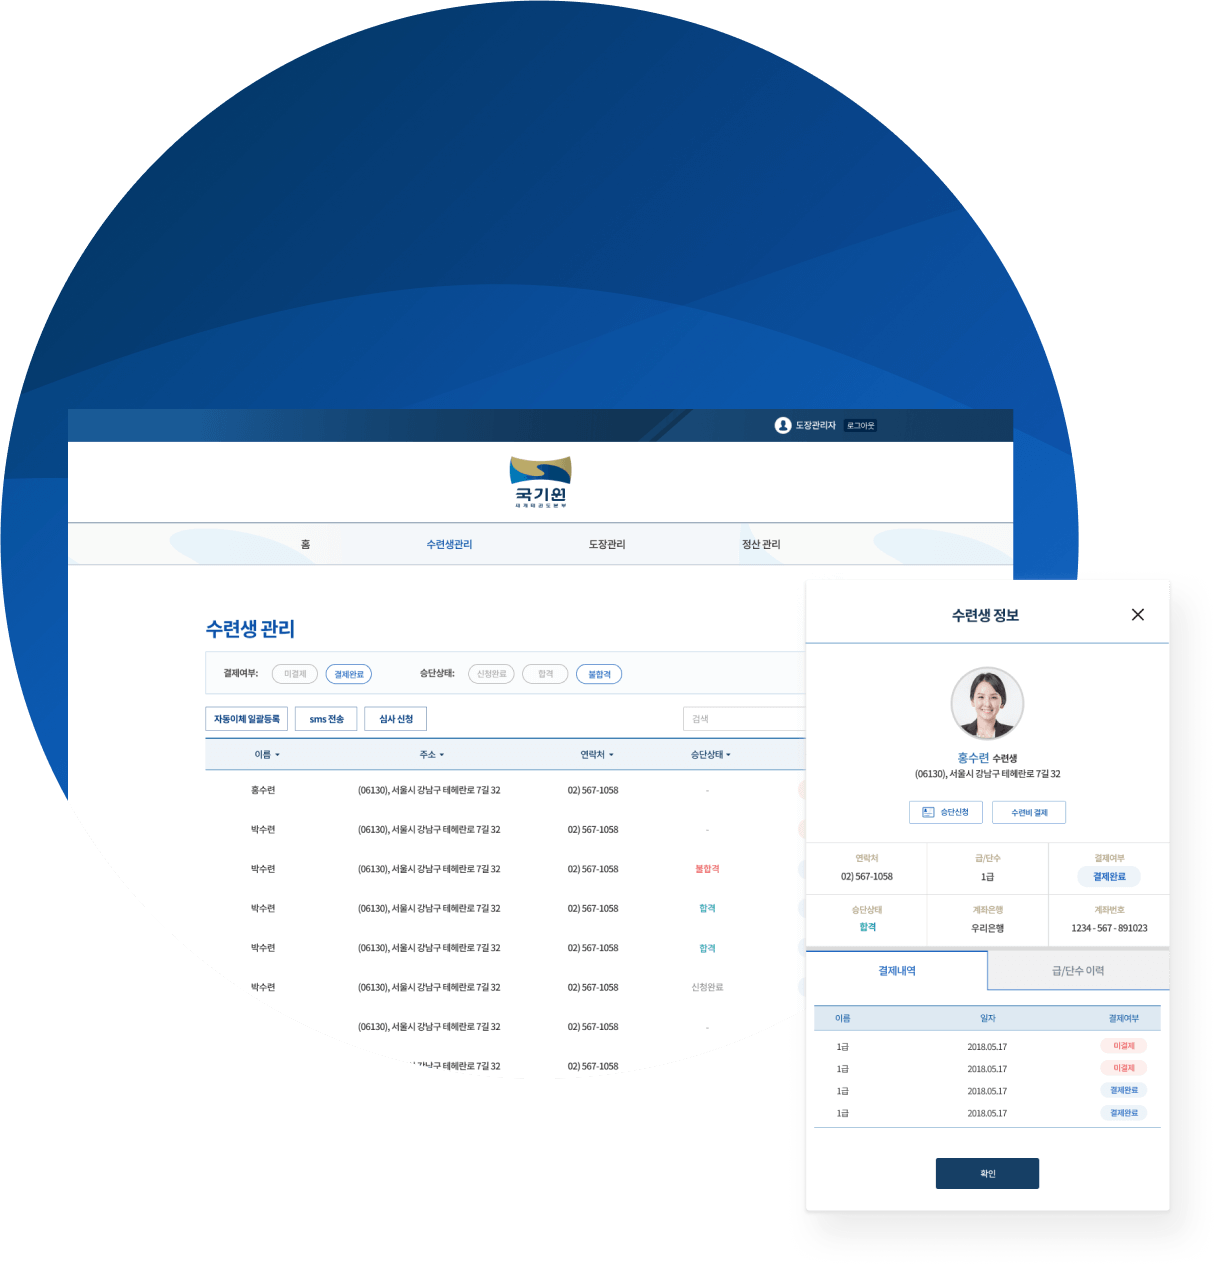 도장관리자 로그아웃
국기원
세계태권도본부
홈 수련생관리 도장관리 정산 관리
수련생 관리
결제여부: 미결제 결제완료 승단상태: 신청완료 합격 불합격
자동이체 일괄등록 sms 전송 심사 신청 검색
이름 주소 연락처 승단상태
홍수련 (06130), 서울시 강남구 테헤란로 7길 32 02) 567-1058 -
박수련 (06130), 서울시 강남구 테헤란로 7길 32 02) 567-1058 -
박수련 (06130), 서울시 강남구 테헤란로 7길 32 02) 567-1058 불합격
박수련 (06130), 서울시 강남구 테헤란로 7길 32 02) 567-1058 합격
박수련 (06130), 서울시 강남구 테헤란로 7길 32 02) 567-1058 합격
박수련 (06130), 서울시 강남구 테헤란로 7길 32 02) 567-1058 신청완료
(06130), 서울시 강남구 테헤란로 7길 32 02) 567-1058 -
테헤란로 7길 32 02) 567-1058
수련생 정보
홍수련 수련생
(06130), 서울시 강남구 테헤란로 7길 32
승단신청 수련비 결제
연락처 급/단수 결제여부
02) 567-1058 1급 결제완료
승단상태 계좌은행 계좌번호
합격 우리은행 1234 - 567 - 891023
결제내역 급/단수 이력
이름 일자 결제여부
1급 2018.05.17 미결제
1급 2018.05.17 미결제
1급 2018.05.17 결제완료
1급 2018.05.17 결제완료
확인